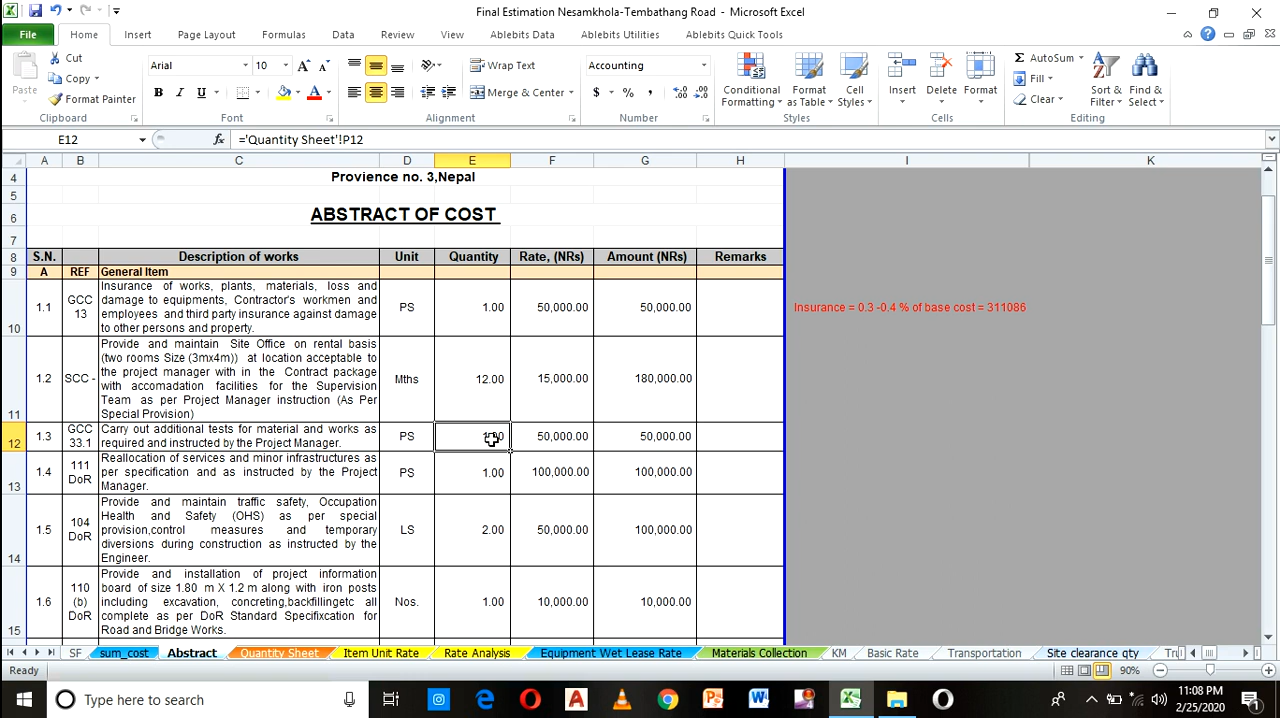 Final Estimation Nesamkhola-Tembathang Road - Microsoft Excel
File Home Insert Page Layout Formulas Data Review View Ablebits Data Ablebits Utilities Ablebits Quick Tools
Paste
Cut
Copy
Format Painter
Clipboard
Arial 10
B I U
Font
Wrap Text
Merge & Center
Alignment
Accounting
$ % ,
Number
Conditional Formatting
Format as Table
Cell Styles
Styles
Insert
Delete
Format
Cells
AutoSum
Fill
Clear
Sort & Filter
Find & Select
Editing
E12 fx ='Quantity Sheet'!P12
A B C D E F G H I K
4 Provience no. 3,Nepal
5
6 ABSTRACT OF COST
7
8 S.N. Description of works Unit Quantity Rate, (NRs) Amount (NRs) Remarks
9 A REF General Item
10 1.1 GCC 13 Insurance of works, plants, materials, loss and
damage to equipments, Contractor's workmen and
employees and third party insurance against damage
to other persons and property. PS 1.00 50,000.00 50,000.00 Insurance = 0.3 -0.4 % of base cost = 311086
11 1.2 SCC - Provide and maintain Site Office on rental basis
(two rooms Size (3mx4m)) at location acceptable to
the project manager with in the Contract package
with accomadation facilities for the Supervision
Team as per Project Manager instruction (As Per
Special Provision) Mths 12.00 15,000.00 180,000.00
12 1.3 GCC 33.1 Carry out additional tests for material and works as
required and instructed by the Project Manager. PS 50,000.00 50,000.00
13 1.4 111 DoR Reallocation of services and minor infrastructures as
per specification and as instructed by the Project
Manager. PS 1.00 100,000.00 100,000.00
14 1.5 104 DoR Provide and maintain traffic safety, Occupation
Health and Safety (OHS) as per special
provision,control measures and temporary
diversions during construction as instructed by the
Engineer. LS 2.00 50,000.00 100,000.00
15 1.6 110 (b) DoR Provide and installation of project information
board of size 1.80 m X 1.2 m along with iron posts
including excavation, concreting,backfillingetc all
complete as per DoR Standard Specifixcation for
Road and Bridge Works. Nos. 1.00 10,000.00 10,000.00
SF sum_cost Abstract Quantity Sheet Item Unit Rate Rate Analysis Equipment Wet Lease Rate Materials Collection KM Basic Rate Transportation Site clearance qty
Ready 90%
Type here to search
11:08 PM
2/25/2020